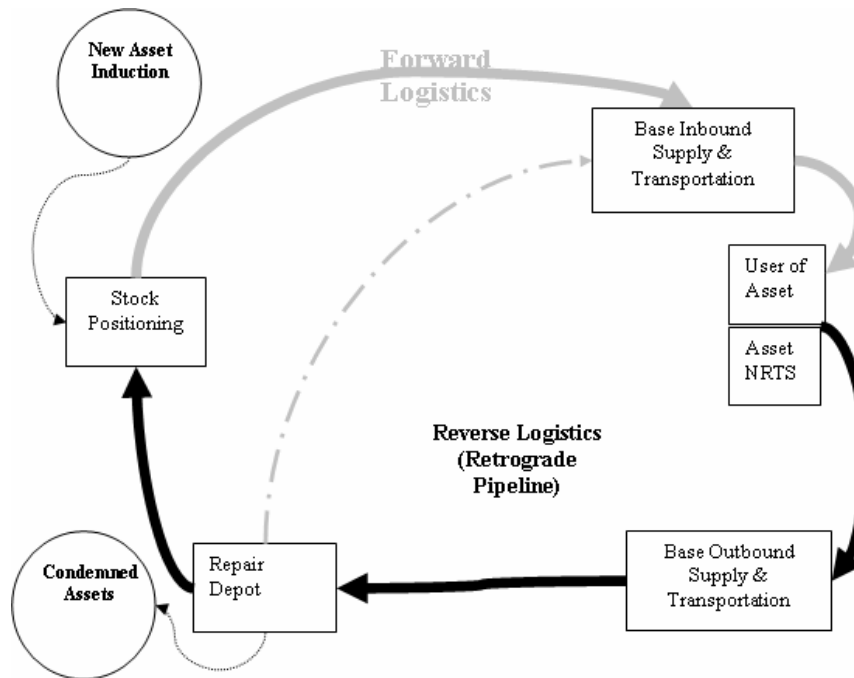 New Asset
Induction
Forward
Logistics
Base Inbound
Supply &
Transportation
User of
Asset
Asset
NRTS
Stock
Positioning
Reverse Logistics
(Retrograde
Pipeline)
Base Outbound
Supply &
Transportation
Repair
Depot
Condemned
Assets